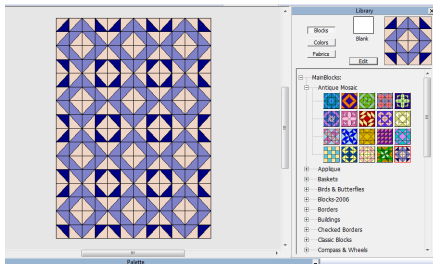 Library
Blocks
Blank
Colors
Fabrics
Edit
MainBlocks:
Antique Mosaic
Applique
Baskets
Birds & Butterflies
Blocks-2006
Borders
Buildings
Checked Borders
Classic Blocks
Compass & Wheels
Palette